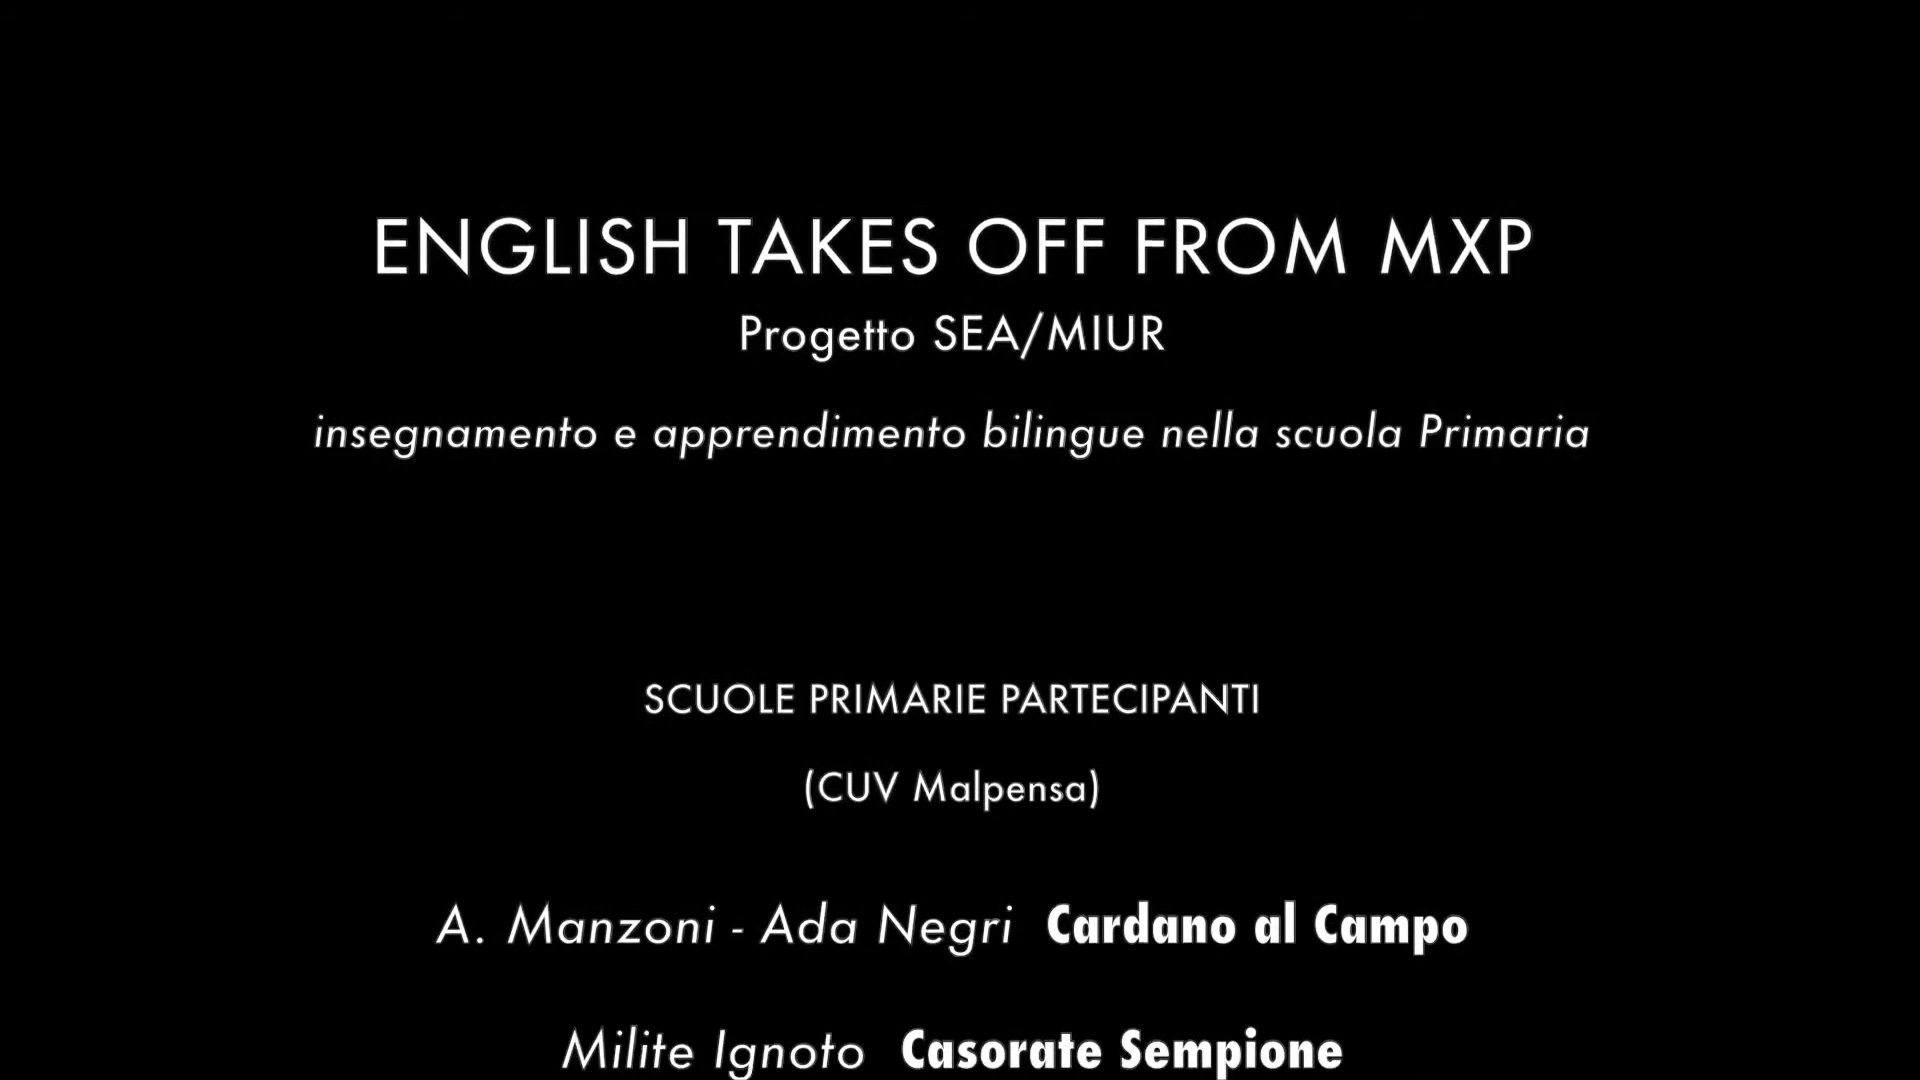 ENGLISH TAKES OFF FROM MXP
Progetto SEA/MIUR
insegnamento e apprendimento bilingue nella scuola Primaria
SCUOLE PRIMARIE PARTECIPANTI
(CUV Malpensa)
A. Manzoni - Ada Negri Cardano al Campo
Milite Ignoto Casorate Sempione